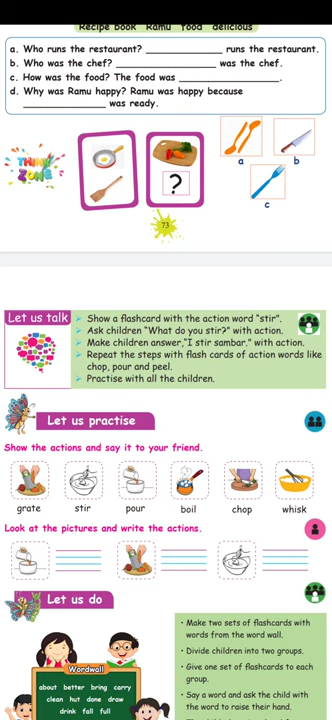 Recipe book Ramu food delicious
a. Who runs the restaurant? ______________ runs the restaurant.
b. Who was the chef? __________________ was the chef.
c. How was the food? The food was __________________.
d. Why was Ramu happy? Ramu was happy because
_______________ was ready.
THINK
ZONE
?
a
b
c
73
Let us talk
Show a flashcard with the action word “stir”.
Ask children “What do you stir?” with action.
Make children answer,“I stir sambar.” with action.
Repeat the steps with flash cards of action words like
chop, pour and peel.
Practise with all the children.
Let us practise
Show the actions and say it to your friend.
grate stir pour boil chop whisk
Look at the pictures and write the actions.
Let us do
Wordwall
about better bring carry
clean hut done draw
drink fall full
• Make two sets of flashcards with
words from the word wall.
• Divide children into two groups.
• Give one set of flashcards to each
group.
• Say a word and ask the child with
the word to raise their hand.